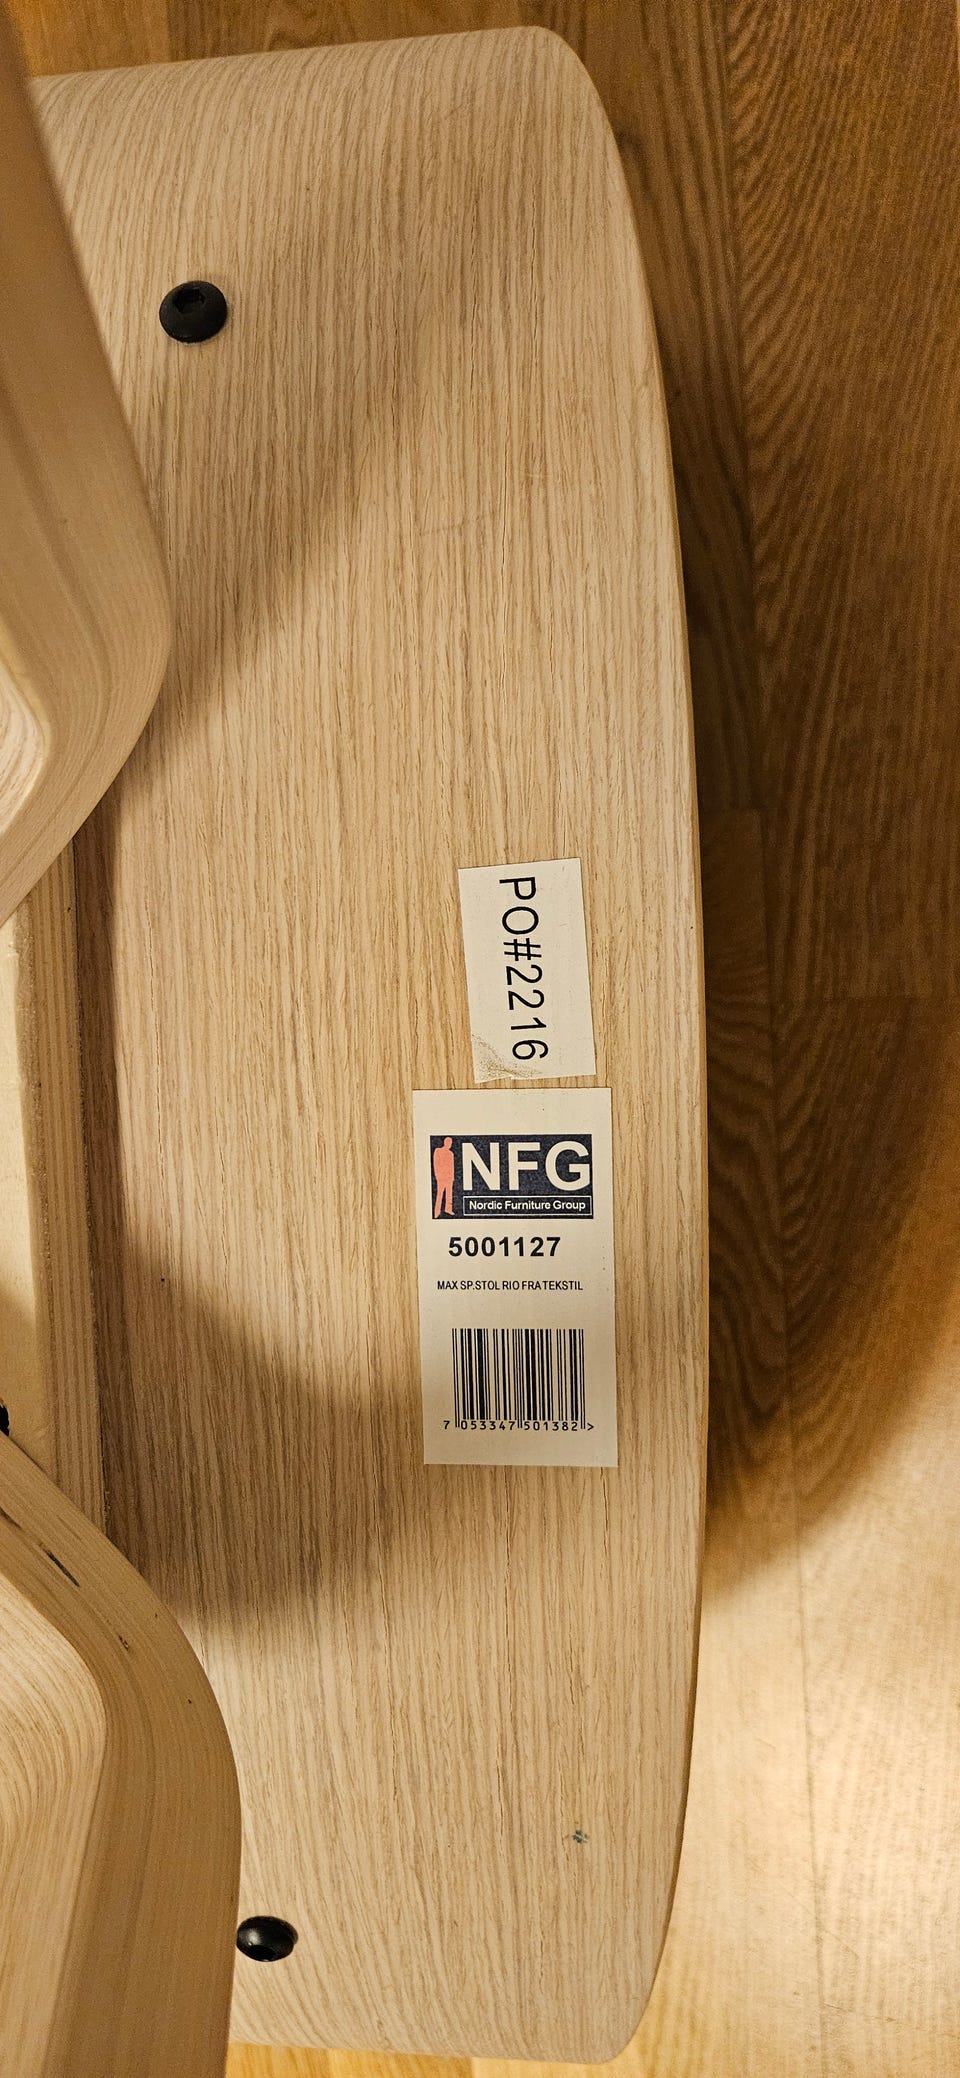 PO#2216
NFG
Nordic Furniture Group
5001127
MAX SP.STOL RIO FRA TEKSTIL
7 053347 501382 >